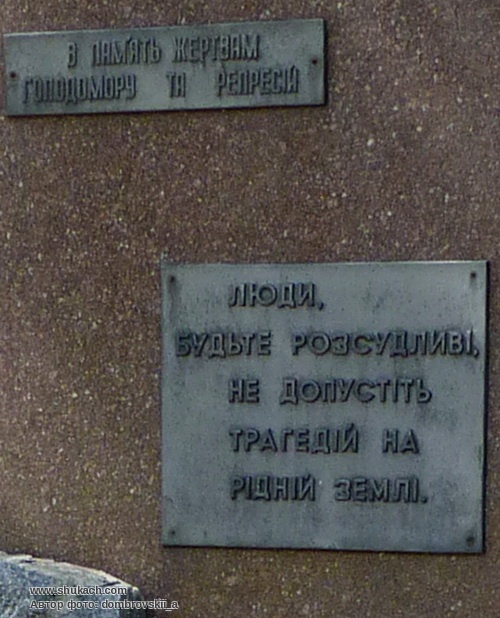 В ПАМ'ЯТЬ ЖЕРТВАМ
ГОЛОДОМОРУ ТА РЕПРЕСІЙ
ЛЮДИ,
БУДЬТЕ РОЗСУДЛИВІ,
НЕ ДОПУСТІТЬ
ТРАГЕДІЙ НА
РІДНІЙ ЗЕМЛІ.
www.shukach.com
Автор фото: dombrovskii_a